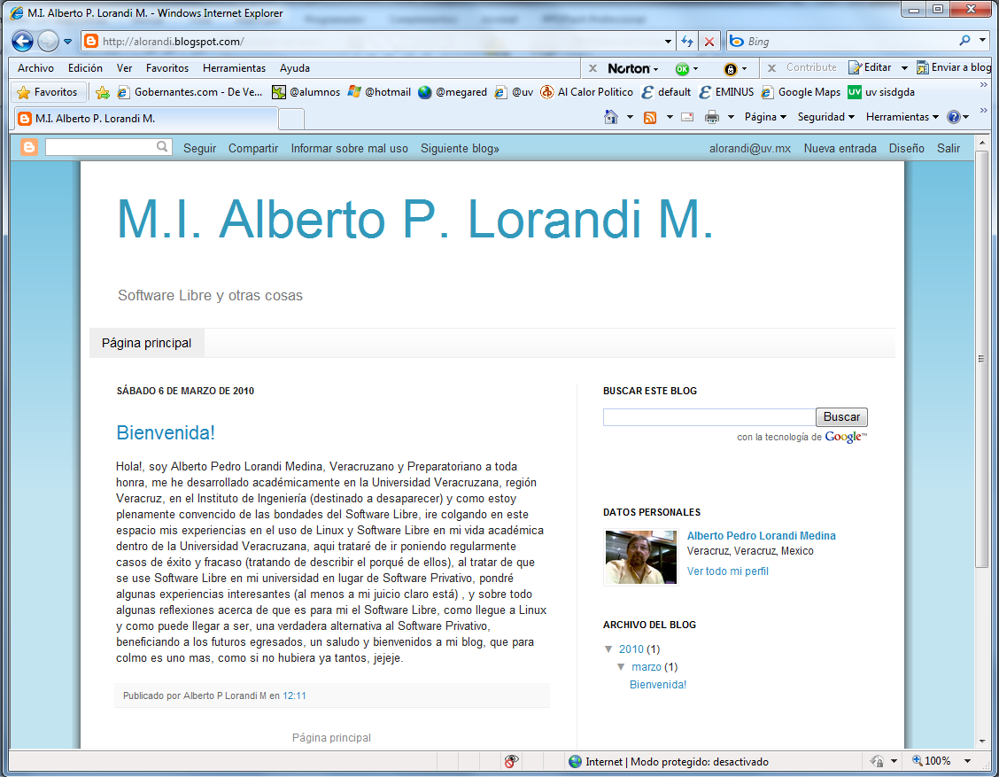 M.I. Alberto P. Lorandi M. - Windows Internet Explorer
http://alorandi.blogspot.com/
Bing
Archivo Edición Ver Favoritos Herramientas Ayuda
X Norton OK X Contribute Editar Enviar a blog
Favoritos Gobernantes.com - De Ve... @alumnos @hotmail @megared @uv Al Calor Politico default EMINUS Google Maps UV uv sisdgda
M.I. Alberto P. Lorandi M.
Página Seguridad Herramientas
Seguir Compartir Informar sobre mal uso Siguiente blog» alorandi@uv.mx Nueva entrada Diseño Salir
M.I. Alberto P. Lorandi M.
Software Libre y otras cosas
Página principal
SÁBADO 6 DE MARZO DE 2010
Bienvenida!
Hola!, soy Alberto Pedro Lorandi Medina, Veracruzano y Preparatoriano a toda
honra, me he desarrollado académicamente en la Universidad Veracruzana, región
Veracruz, en el Instituto de Ingeniería (destinado a desaparecer) y como estoy
plenamente convencido de las bondades del Software Libre, ire colgando en este
espacio mis experiencias en el uso de Linux y Software Libre en mi vida académica
dentro de la Universidad Veracruzana, aqui trataré de ir poniendo regularmente
casos de éxito y fracaso (tratando de describir el porqué de ellos), al tratar de que
se use Software Libre en mi universidad en lugar de Software Privativo, pondré
algunas experiencias interesantes (al menos a mi juicio claro está) , y sobre todo
algunas reflexiones acerca de que es para mi el Software Libre, como llegue a Linux
y como puede llegar a ser, una verdadera alternativa al Software Privativo,
beneficiando a los futuros egresados, un saludo y bienvenidos a mi blog, que para
colmo es uno mas, como si no hubiera ya tantos, jejeje.
Publicado por Alberto P Lorandi M en 12:11
Página principal
BUSCAR ESTE BLOG
Buscar
con la tecnología de Google™
DATOS PERSONALES
Alberto Pedro Lorandi Medina
Veracruz, Veracruz, Mexico
Ver todo mi perfil
ARCHIVO DEL BLOG
▼ 2010 (1)
▼ marzo (1)
Bienvenida!
Internet | Modo protegido: desactivado
100%